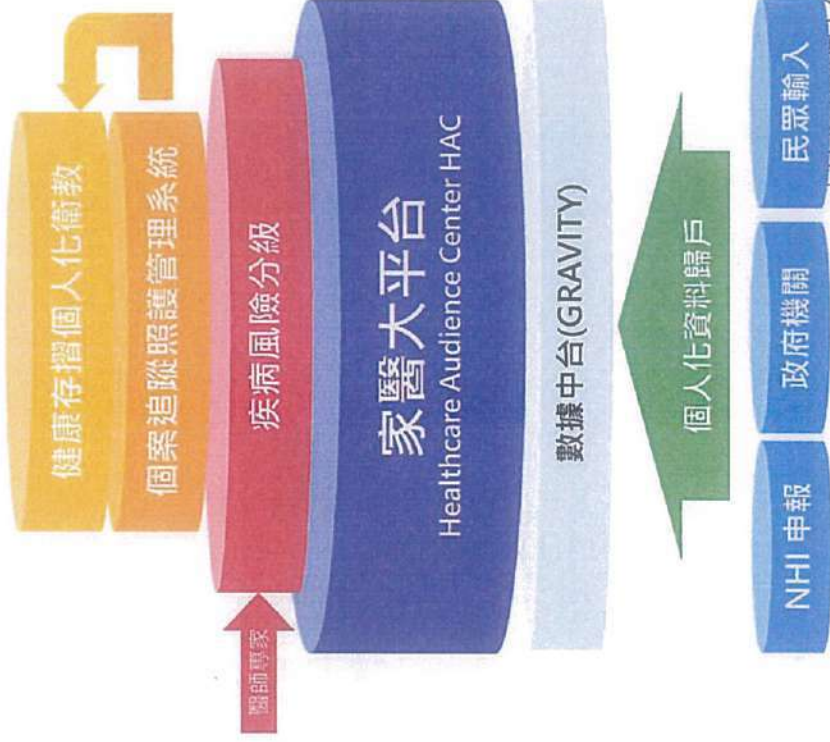 健康存摺個人化衛教
個案追蹤照護管理系統
疾病風險分級
醫師專家
家醫大平台
Healthcare Audience Center HAC
數據中台(GRAVITY)
個人化資料歸戶
NHI 申報
政府機關
民眾輸入